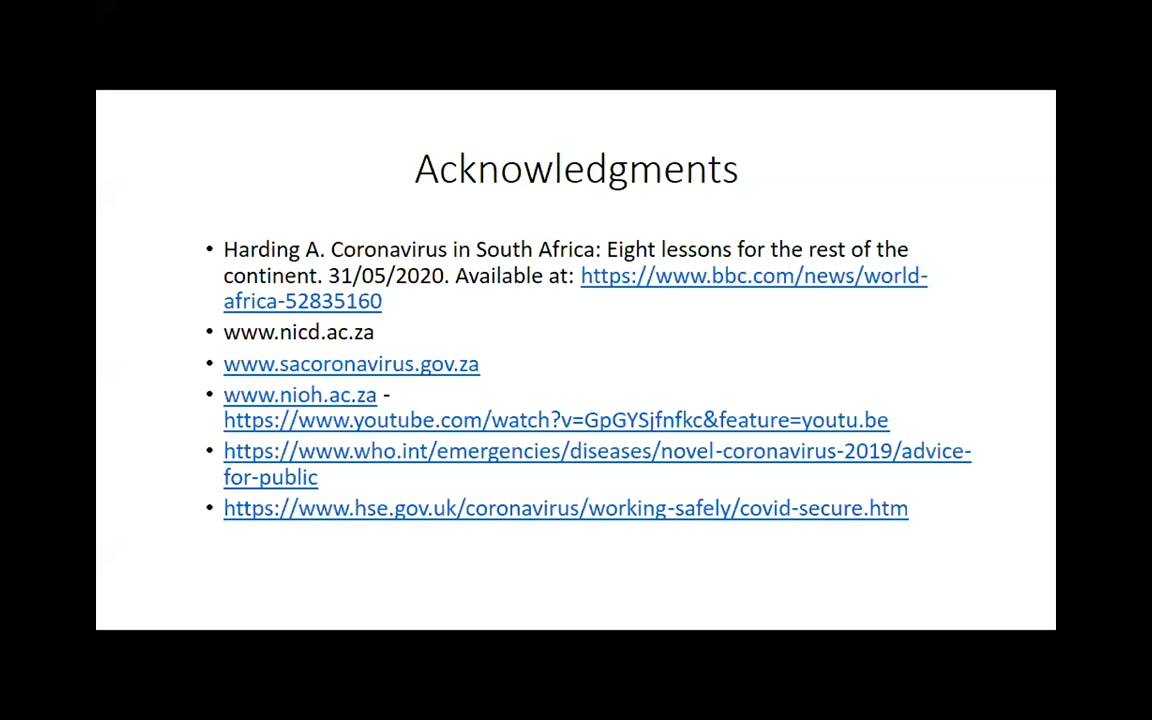 Acknowledgments
• Harding A. Coronavirus in South Africa: Eight lessons for the rest of the
continent. 31/05/2020. Available at: https://www.bbc.com/news/world-
africa-52835160
• www.nicd.ac.za
• www.sacoronavirus.gov.za
• www.nioh.ac.za -
https://www.youtube.com/watch?v=GpGYSjfnfkc&feature=youtu.be
• https://www.who.int/emergencies/diseases/novel-coronavirus-2019/advice-
for-public
• https://www.hse.gov.uk/coronavirus/working-safely/covid-secure.htm